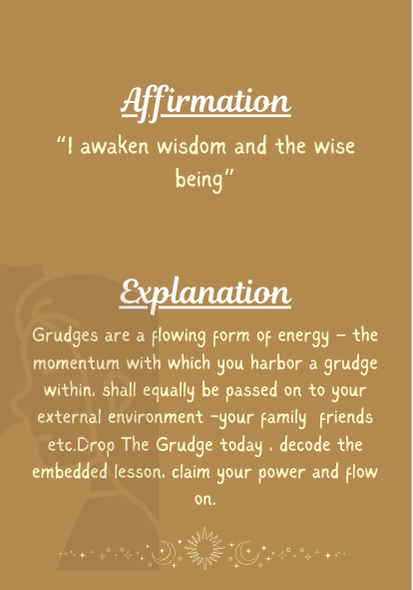 Affirmation
“I awaken wisdom and the wise
being”
Explanation
Grudges are a flowing form of energy – the
momentum with which you harbor a grudge
within, shall equally be passed on to your
external environment -your family friends
etc.Drop The Grudge today , decode the
embedded lesson, claim your power and flow
on.